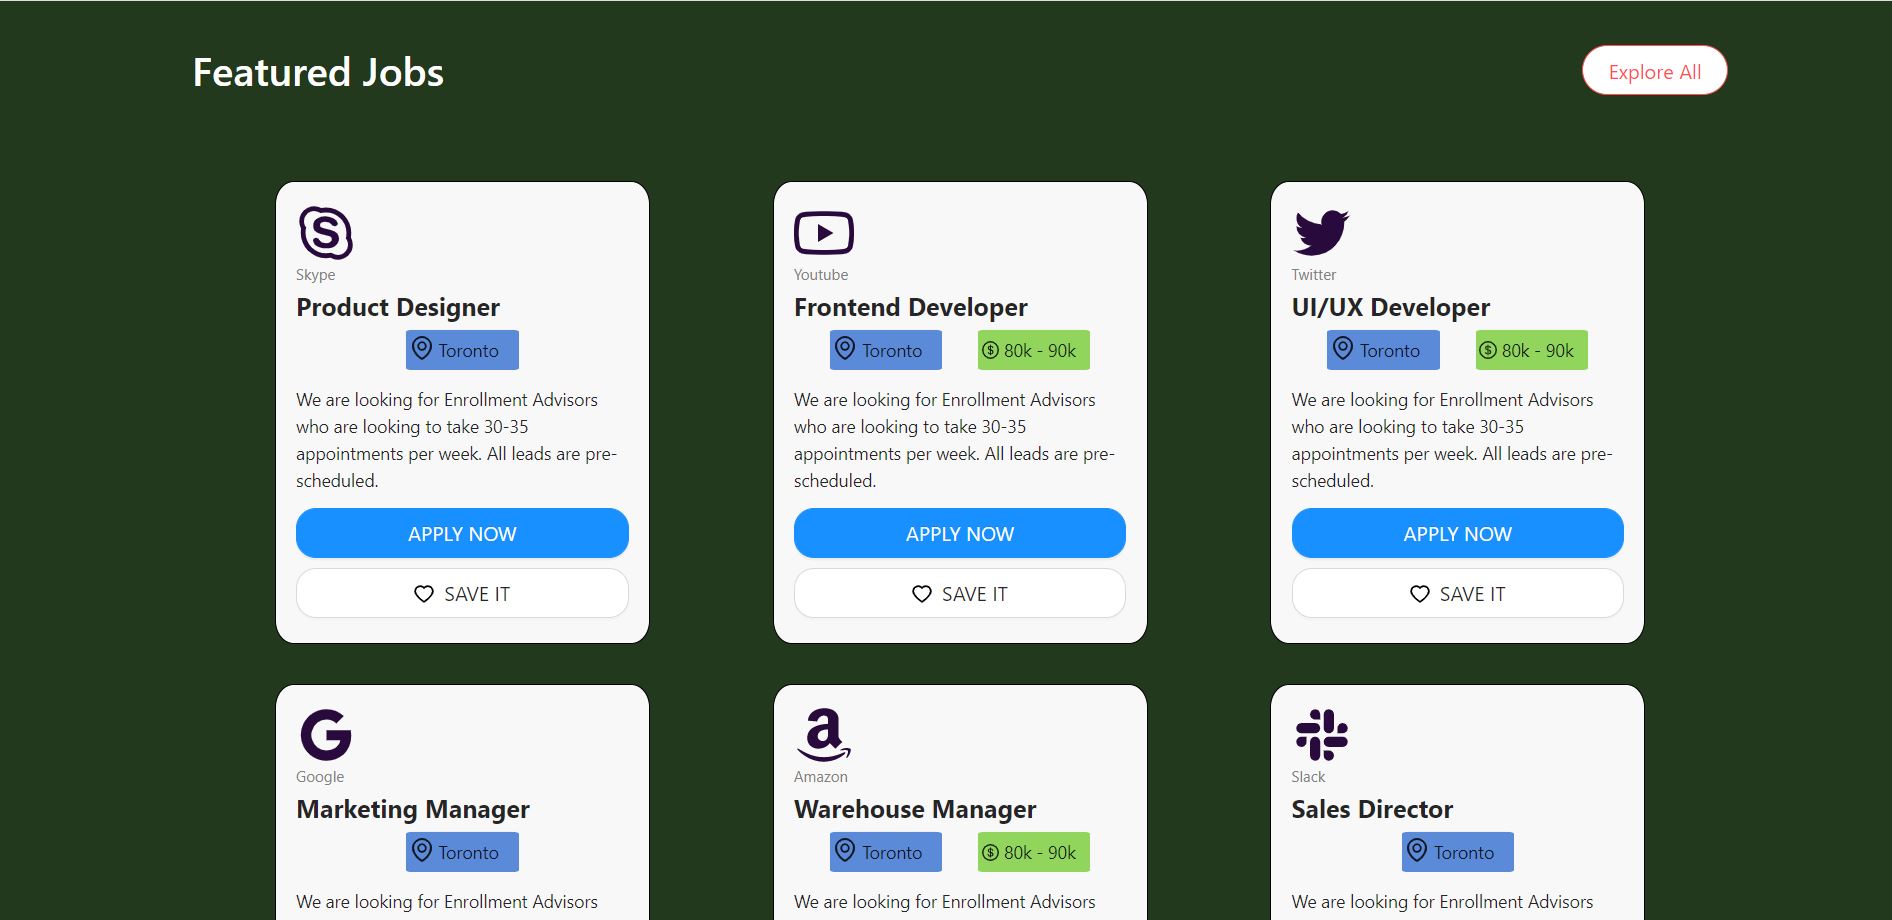 Featured Jobs
Explore All
Skype
Product Designer
Toronto
We are looking for Enrollment Advisors
who are looking to take 30-35
appointments per week. All leads are pre-
scheduled.
APPLY NOW
SAVE IT
Youtube
Frontend Developer
Toronto
80k - 90k
We are looking for Enrollment Advisors
who are looking to take 30-35
appointments per week. All leads are pre-
scheduled.
APPLY NOW
SAVE IT
Twitter
UI/UX Developer
Toronto
80k - 90k
We are looking for Enrollment Advisors
who are looking to take 30-35
appointments per week. All leads are pre-
scheduled.
APPLY NOW
SAVE IT
Google
Marketing Manager
Toronto
We are looking for Enrollment Advisors
Amazon
Warehouse Manager
Toronto
80k - 90k
We are looking for Enrollment Advisors
Slack
Sales Director
Toronto
We are looking for Enrollment Advisors